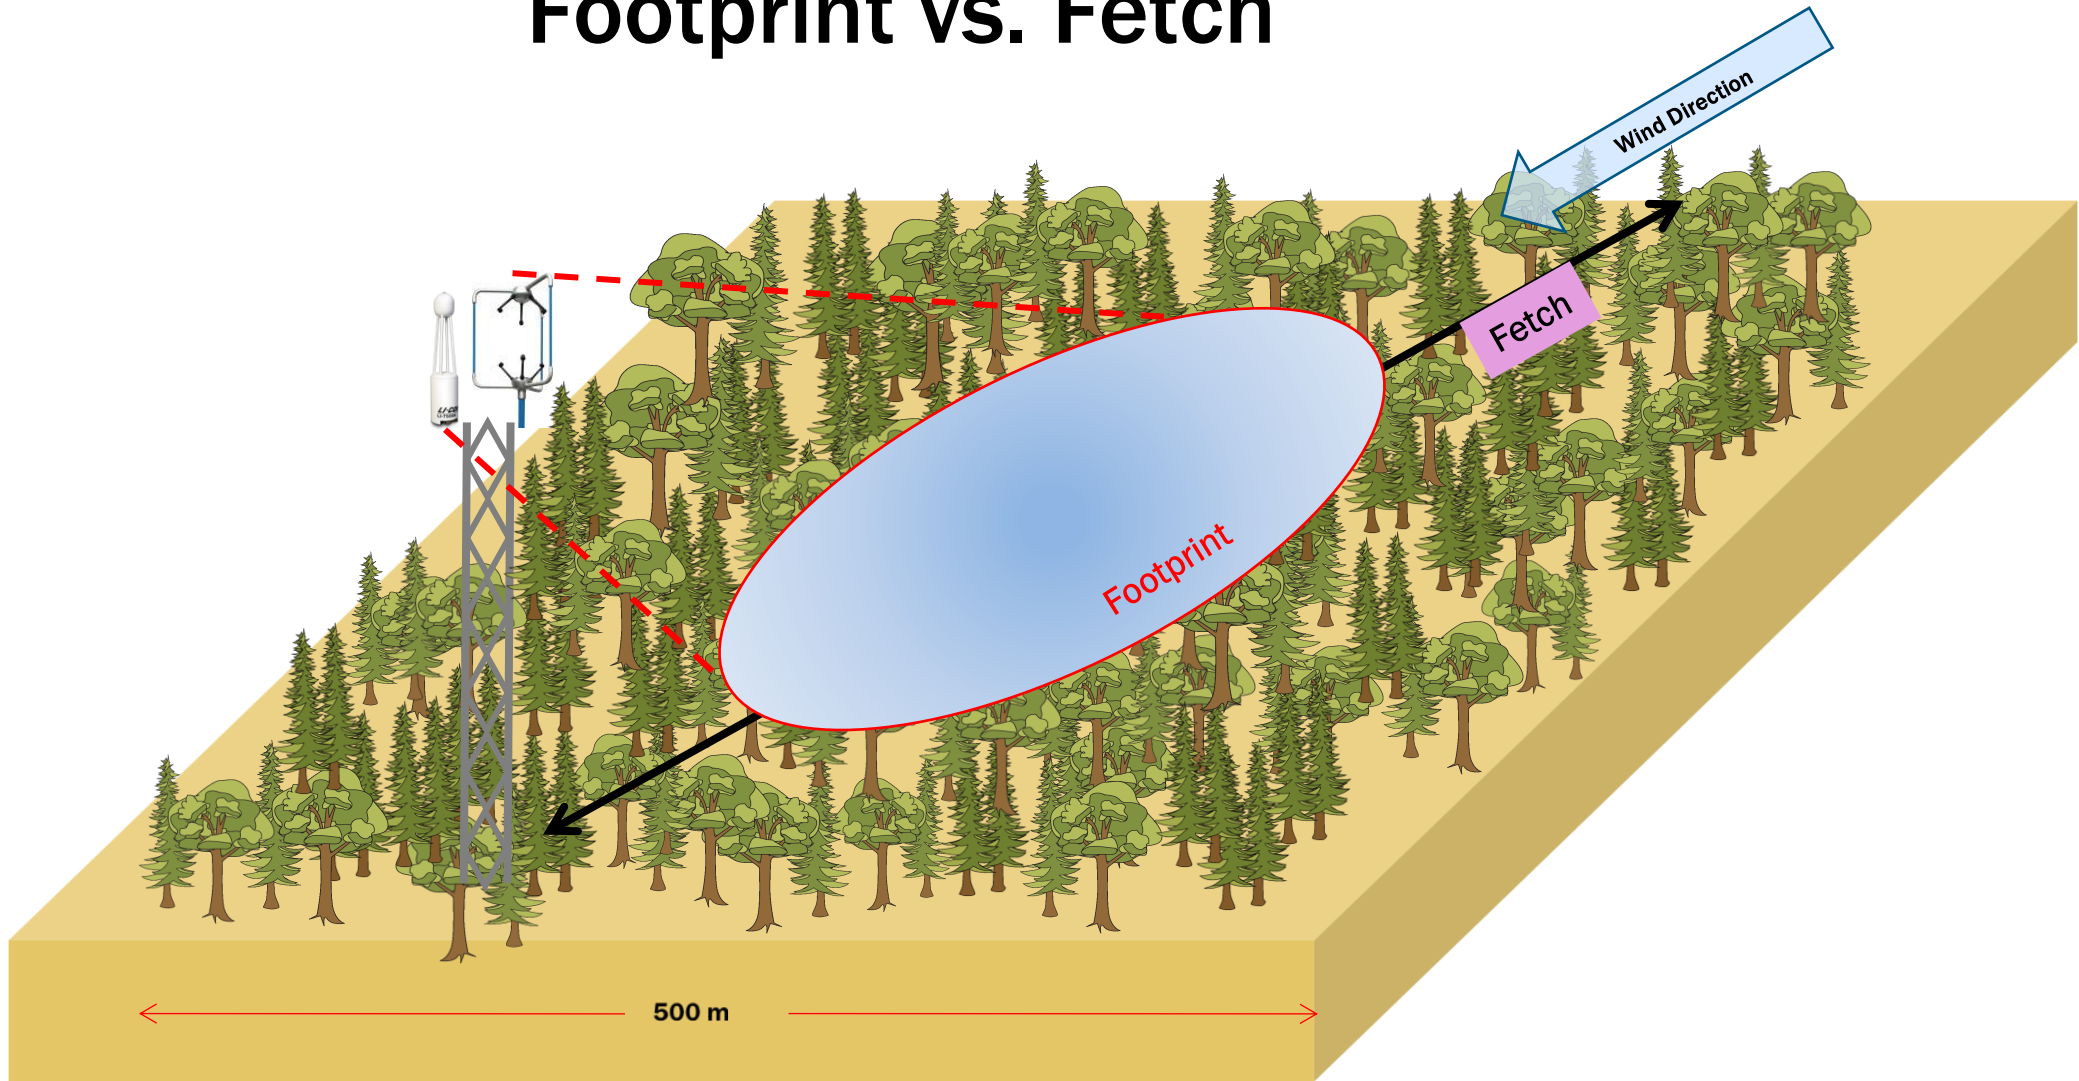 Footprint vs. Fetch
Wind Direction
Fetch
Footprint
500 m